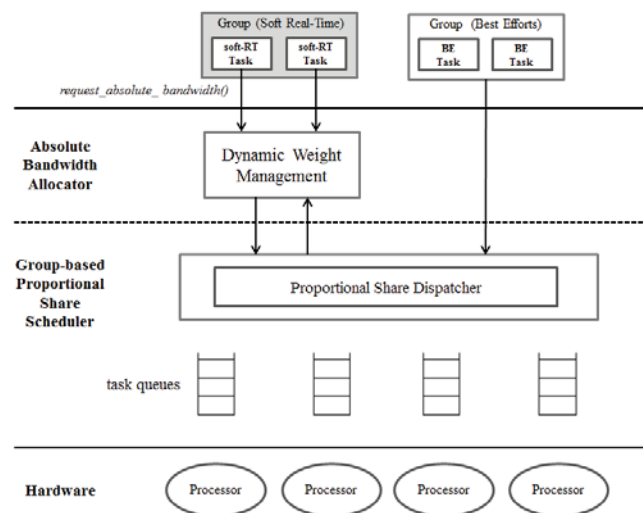 Group (Soft Real-Time)
soft-RT
Task
soft-RT
Task
Group (Best Efforts)
BE
Task
BE
Task
request_absolute_ bandwidth()
Absolute
Bandwidth
Allocator
Dynamic Weight
Management
Group-based
Proportional
Share
Scheduler
Proportional Share Dispatcher
task queues
Hardware
Processor
Processor
Processor
Processor